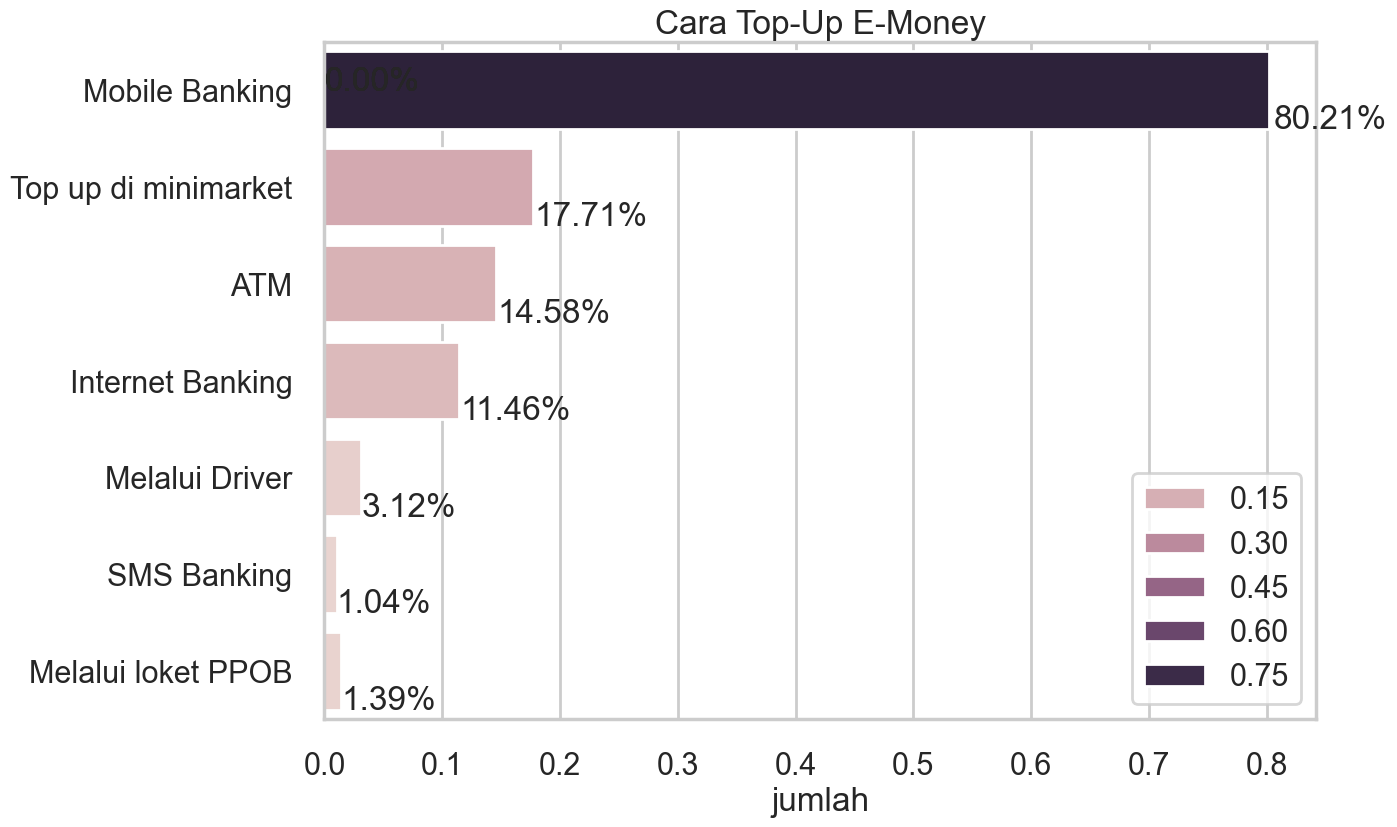 Cara Top-Up E-Money
Mobile Banking
0.00%
80.21%
Top up di minimarket
17.71%
ATM
14.58%
Internet Banking
11.46%
Melalui Driver
3.12%
SMS Banking
1.04%
Melalui loket PPOB
1.39%
0.15
0.30
0.45
0.60
0.75
0.0 0.1 0.2 0.3 0.4 0.5 0.6 0.7 0.8
jumlah